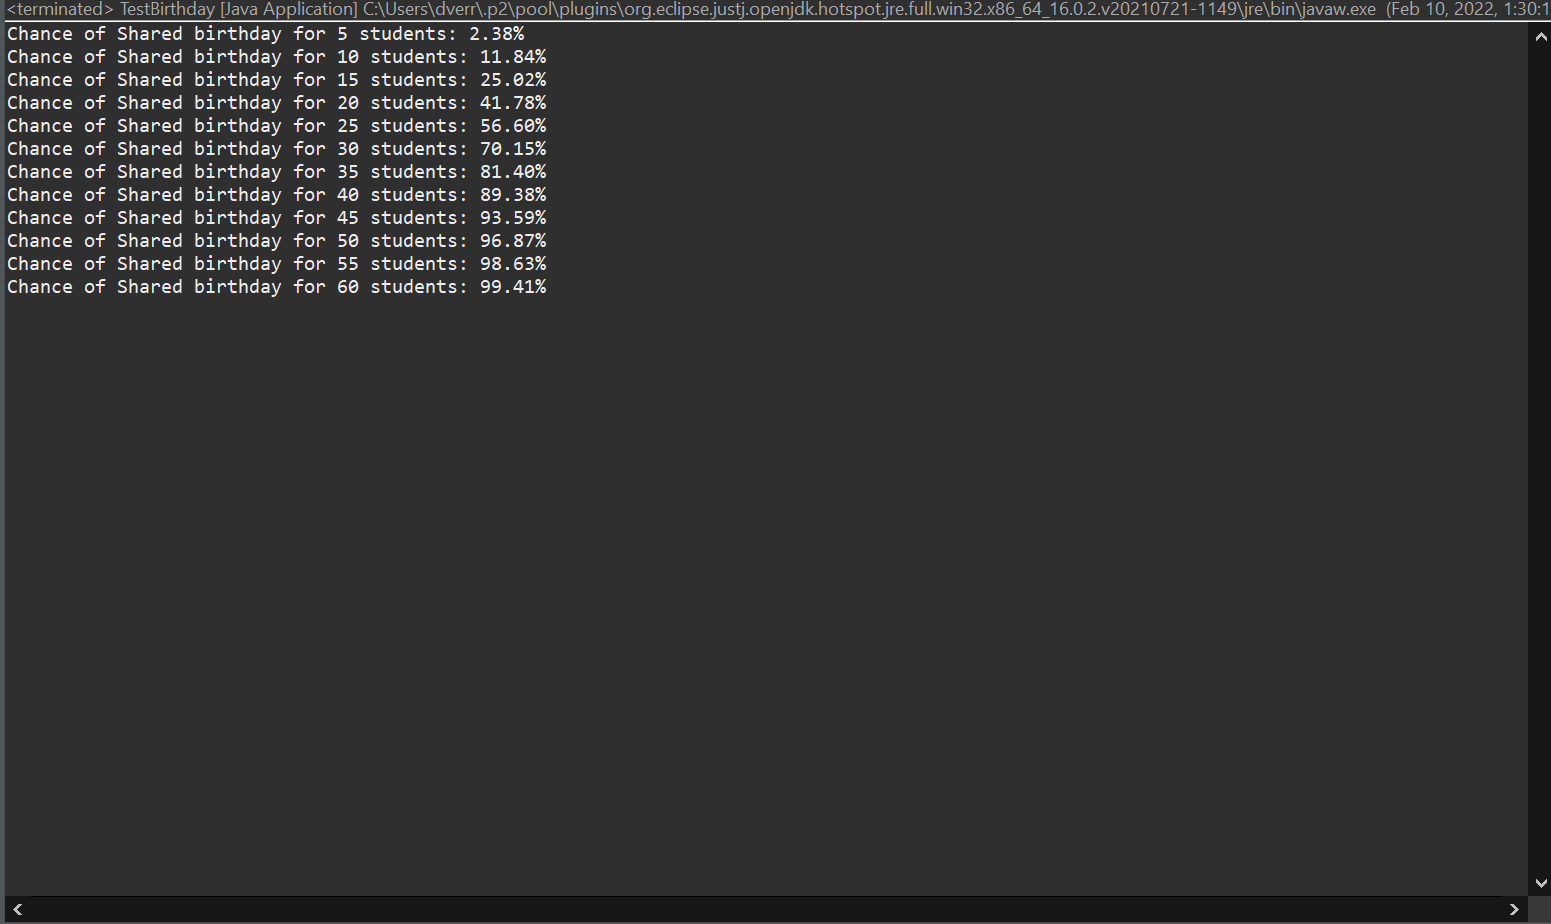 <terminated> TestBirthday [Java Application] C:\Users\dverr\.p2\pool\plugins\org.eclipse.justj.openjdk.hotspot.jre.full.win32.x86_64_16.0.2.v20210721-1149\jre\bin\javaw.exe (Feb 10, 2022, 1:30:1
Chance of Shared birthday for 5 students: 2.38%
Chance of Shared birthday for 10 students: 11.84%
Chance of Shared birthday for 15 students: 25.02%
Chance of Shared birthday for 20 students: 41.78%
Chance of Shared birthday for 25 students: 56.60%
Chance of Shared birthday for 30 students: 70.15%
Chance of Shared birthday for 35 students: 81.40%
Chance of Shared birthday for 40 students: 89.38%
Chance of Shared birthday for 45 students: 93.59%
Chance of Shared birthday for 50 students: 96.87%
Chance of Shared birthday for 55 students: 98.63%
Chance of Shared birthday for 60 students: 99.41%